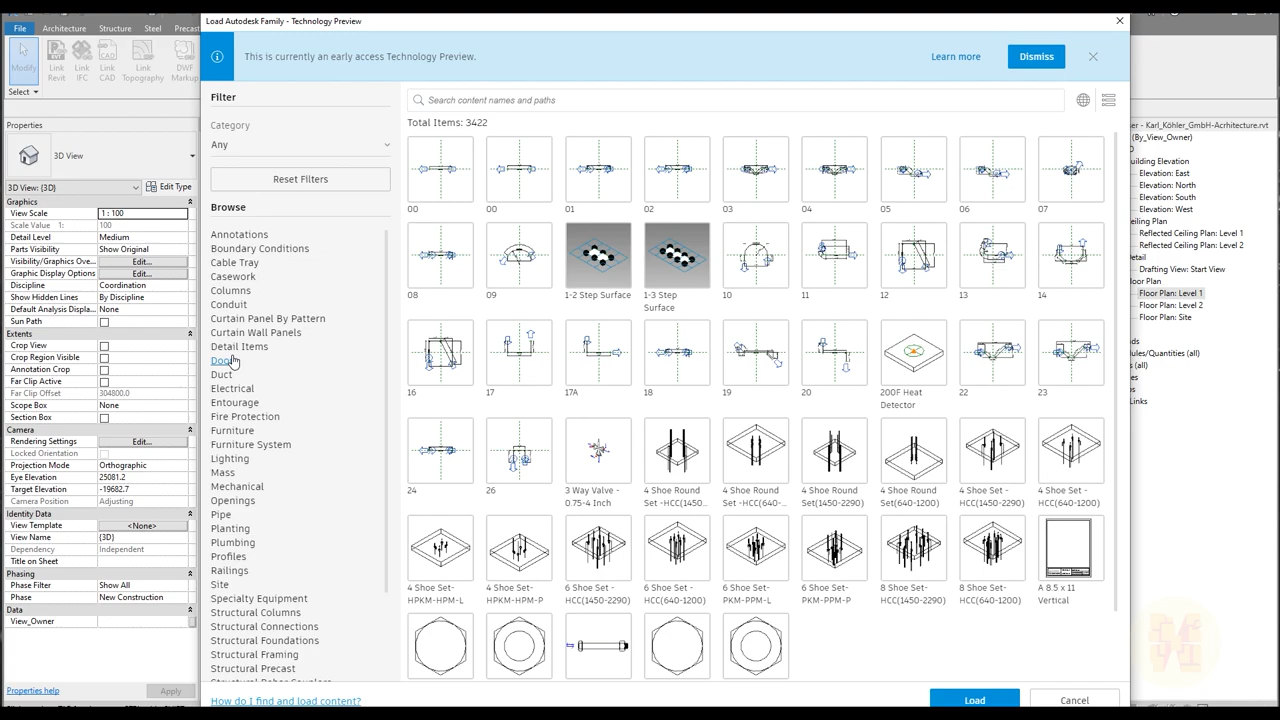 Load Autodesk Family - Technology Preview
File
Architecture
Structure
Steel
Precast
This is currently an early access Technology Preview.
Learn more
Dismiss
Modify
Link Revit
Link IFC
Link CAD
Link Topography
DWF Markup
Select
Filter
Search content names and paths
Category
Total Items: 3422
Any
Properties
3D View
Reset Filters
3D View: {3D}
Edit Type
Browse
Graphics
View Scale 1 : 100
Scale Value 1: 100
Detail Level Medium
Parts Visibility Show Original
Visibility/Graphics Ove... Edit...
Graphic Display Options Edit...
Discipline Coordination
Show Hidden Lines By Discipline
Default Analysis Displa... None
Sun Path
Extents
Crop View
Crop Region Visible
Annotation Crop
Far Clip Active
Far Clip Offset 304800.0
Scope Box None
Section Box
Camera
Rendering Settings Edit...
Locked Orientation
Projection Mode Orthographic
Eye Elevation 25081.2
Target Elevation -19682.7
Camera Position Adjusting
Identity Data
View Template <None>
View Name {3D}
Dependency Independent
Title on Sheet
Phasing
Phase Filter Show All
Phase New Construction
Data
View_Owner
Properties help
Apply
Annotations
Boundary Conditions
Cable Tray
Casework
Columns
Conduit
Curtain Panel By Pattern
Curtain Wall Panels
Detail Items
Duct
Electrical
Entourage
Fire Protection
Furniture
Furniture System
Lighting
Mass
Mechanical
Openings
Pipe
Planting
Plumbing
Profiles
Railings
Site
Specialty Equipment
Structural Columns
Structural Connections
Structural Foundations
Structural Framing
Structural Precast
How do I find and load content?
00 00 01 02 03 04 05 06 07
08 09 1-2 Step Surface 1-3 Step Surface 10 11 12 13 14
16 17 17A 18 19 20 200F Heat Detector 22 23
24 26 3 Way Valve - 0.75-4 Inch 4 Shoe Round Set -HCC(1450... 4 Shoe Round Set -HCC(640-... 4 Shoe Round Set(1450-2290) 4 Shoe Round Set(640-1200) 4 Shoe Set - HCC(1450-2290) 4 Shoe Set - HCC(640-1200)
4 Shoe Set- HPKM-HPM-L 4 Shoe Set- HPKM-HPM-P 6 Shoe Set - HCC(1450-2290) 6 Shoe Set - HCC(640-1200) 6 Shoe Set- PKM-PPM-L 6 Shoe Set- PKM-PPM-P 8 Shoe Set - HCC(1450-2290) 8 Shoe Set - HCC(640-1200) A 8.5 x 11 Vertical
Load
Cancel
er - Karl_Köhler_GmbH-Acrhitecture.rvt
(By_View_Owner)
uilding Elevation
Elevation: East
Elevation: North
Elevation: South
Elevation: West
eiling Plan
Reflected Ceiling Plan: Level 1
Reflected Ceiling Plan: Level 2
etail
Drafting View: Start View
loor Plan
Floor Plan: Level 1
Floor Plan: Level 2
Floor Plan: Site
dules/Quantities (all)
s (all)
Links